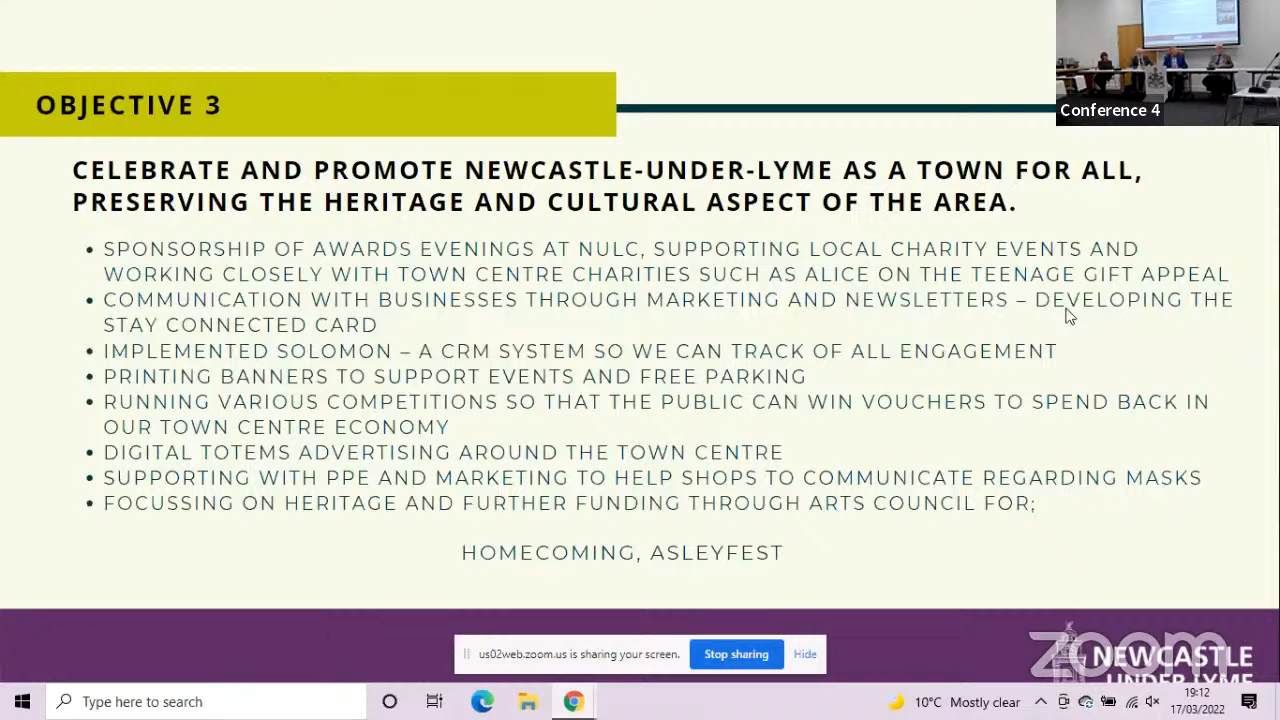 Conference 4
OBJECTIVE 3
CELEBRATE AND PROMOTE NEWCASTLE-UNDER-LYME AS A TOWN FOR ALL,
PRESERVING THE HERITAGE AND CULTURAL ASPECT OF THE AREA.
• SPONSORSHIP OF AWARDS EVENINGS AT NULC, SUPPORTING LOCAL CHARITY EVENTS AND
WORKING CLOSELY WITH TOWN CENTRE CHARITIES SUCH AS ALICE ON THE TEENAGE GIFT APPEAL
• COMMUNICATION WITH BUSINESSES THROUGH MARKETING AND NEWSLETTERS – DEVELOPING THE
STAY CONNECTED CARD
• IMPLEMENTED SOLOMON – A CRM SYSTEM SO WE CAN TRACK OF ALL ENGAGEMENT
• PRINTING BANNERS TO SUPPORT EVENTS AND FREE PARKING
• RUNNING VARIOUS COMPETITIONS SO THAT THE PUBLIC CAN WIN VOUCHERS TO SPEND BACK IN
OUR TOWN CENTRE ECONOMY
• DIGITAL TOTEMS ADVERTISING AROUND THE TOWN CENTRE
• SUPPORTING WITH PPE AND MARKETING TO HELP SHOPS TO COMMUNICATE REGARDING MASKS
• FOCUSSING ON HERITAGE AND FURTHER FUNDING THROUGH ARTS COUNCIL FOR;
HOMECOMING, ASLEYFEST
us02web.zoom.us is sharing your screen.
Stop sharing
Hide
zoom
NEWCASTLE
UNDER LYME
Type here to search
10°C Mostly clear
19:12
17/03/2022